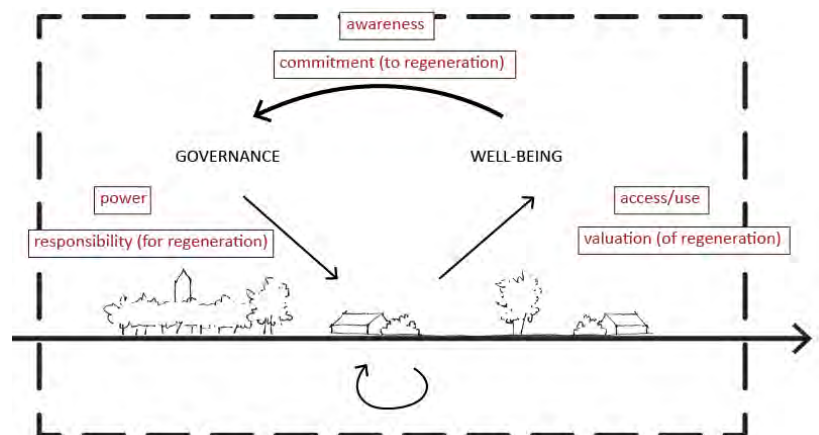 awareness
commitment (to regeneration)
GOVERNANCE
WELL-BEING
power
access/use
responsibility (for regeneration)
valuation (of regeneration)